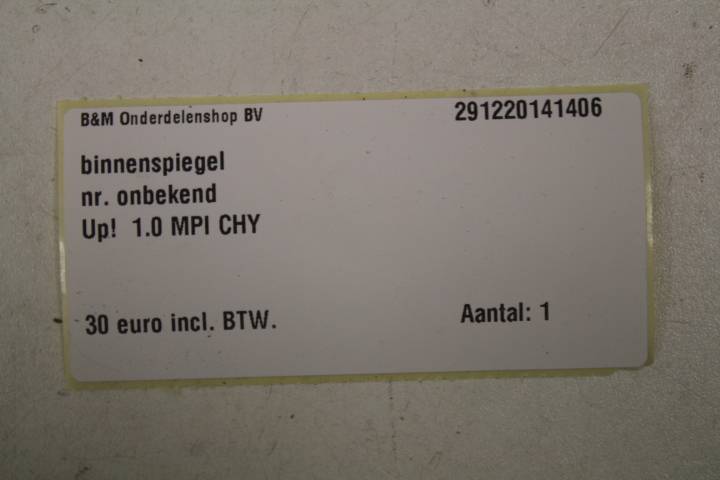 B&M Onderdelenshop BV 291220141406
binnenspiegel
nr. onbekend
Up! 1.0 MPI CHY
30 euro incl. BTW. Aantal: 1